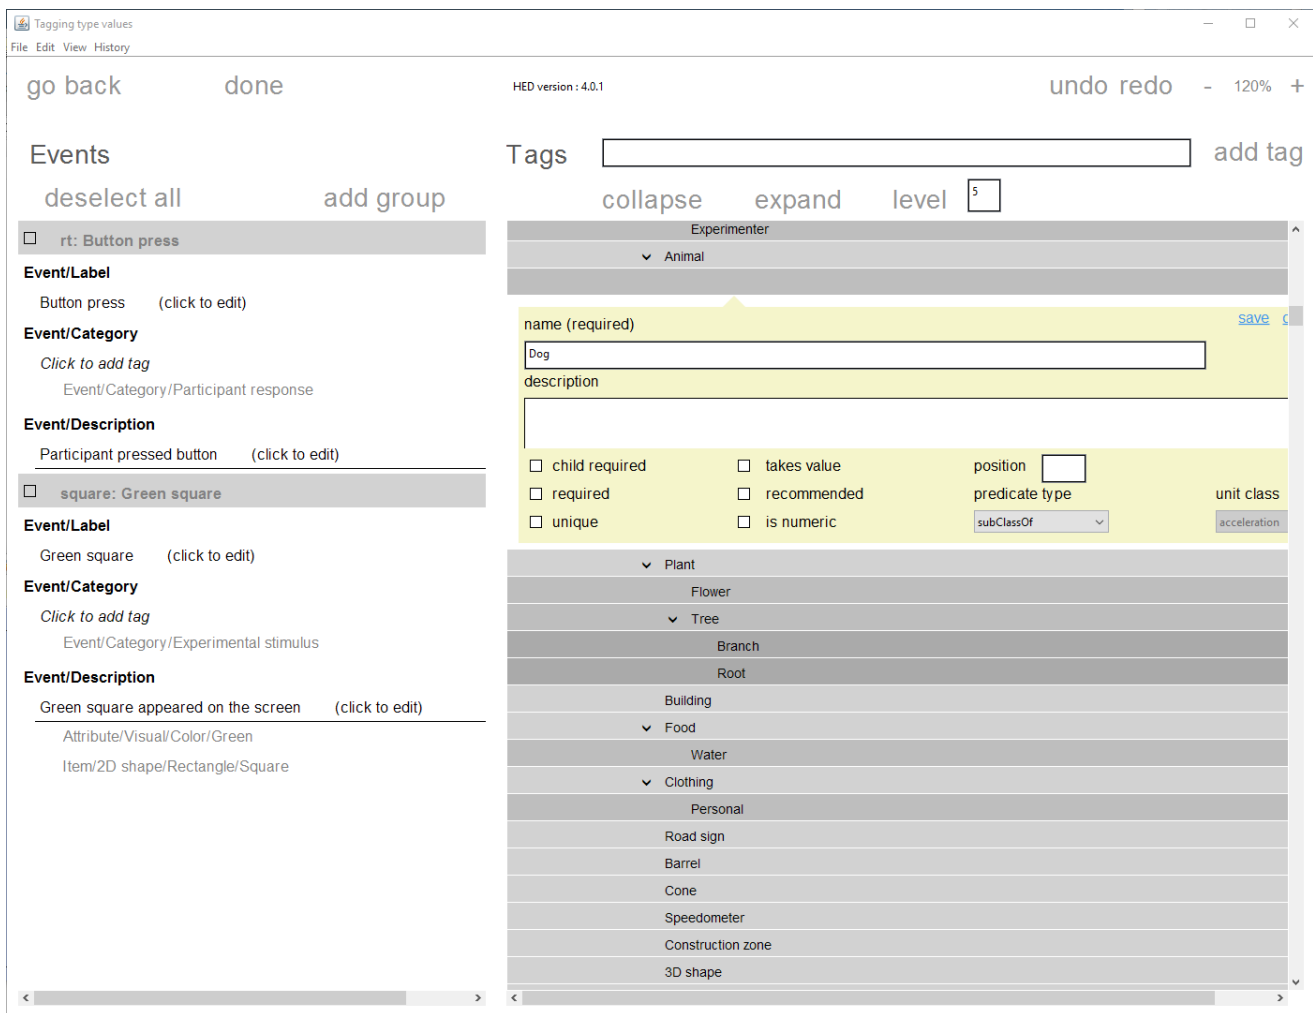 Tagging type values
File Edit View History
go back done HED version : 4.0.1 undo redo - 120% +
Events
deselect all add group
rt: Button press
Event/Label
Button press (click to edit)
Event/Category
Click to add tag
Event/Category/Participant response
Event/Description
Participant pressed button (click to edit)
square: Green square
Event/Label
Green square (click to edit)
Event/Category
Click to add tag
Event/Category/Experimental stimulus
Event/Description
Green square appeared on the screen (click to edit)
Attribute/Visual/Color/Green
Item/2D shape/Rectangle/Square
Tags add tag
collapse expand level 5
Experimenter
Animal
name (required) save
Dog
description
child required takes value position
required recommended predicate type unit class
unique is numeric subClassOf acceleration
Plant
Flower
Tree
Branch
Root
Building
Food
Water
Clothing
Personal
Road sign
Barrel
Cone
Speedometer
Construction zone
3D shape